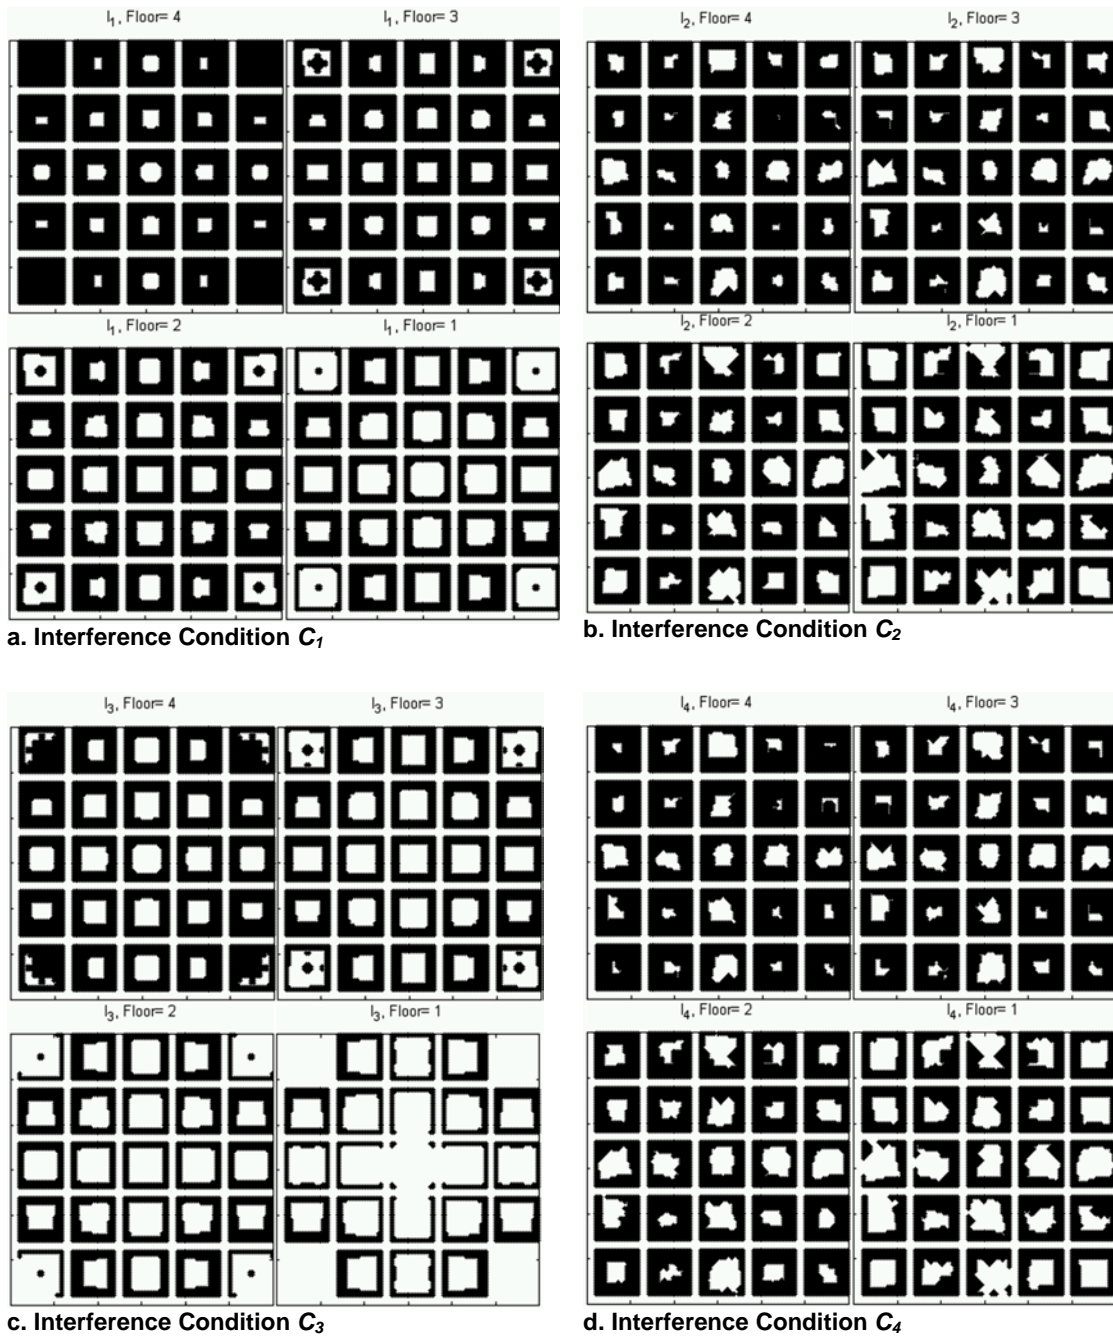 I1, Floor= 4
I1, Floor= 3
I1, Floor= 2
I1, Floor= 1
a. Interference Condition C1
I2, Floor= 4
I2, Floor= 3
I2, Floor= 2
I2, Floor= 1
b. Interference Condition C2
I3, Floor= 4
I3, Floor= 3
I3, Floor= 2
I3, Floor= 1
c. Interference Condition C3
I4, Floor= 4
I4, Floor= 3
I4, Floor= 2
I4, Floor= 1
d. Interference Condition C4